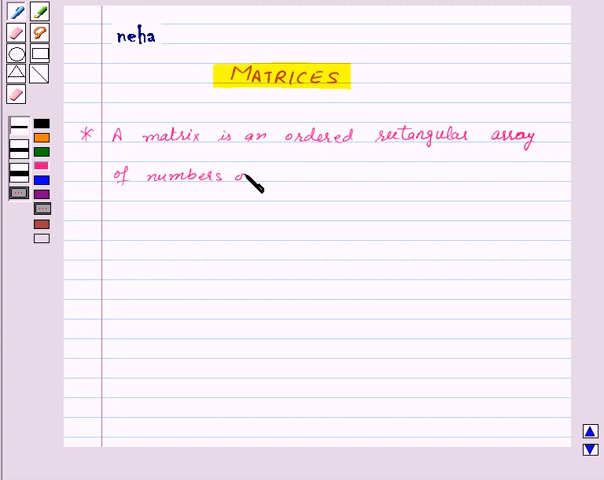 neha
MATRICES
* A matrix is an ordered rectangular array
of numbers o